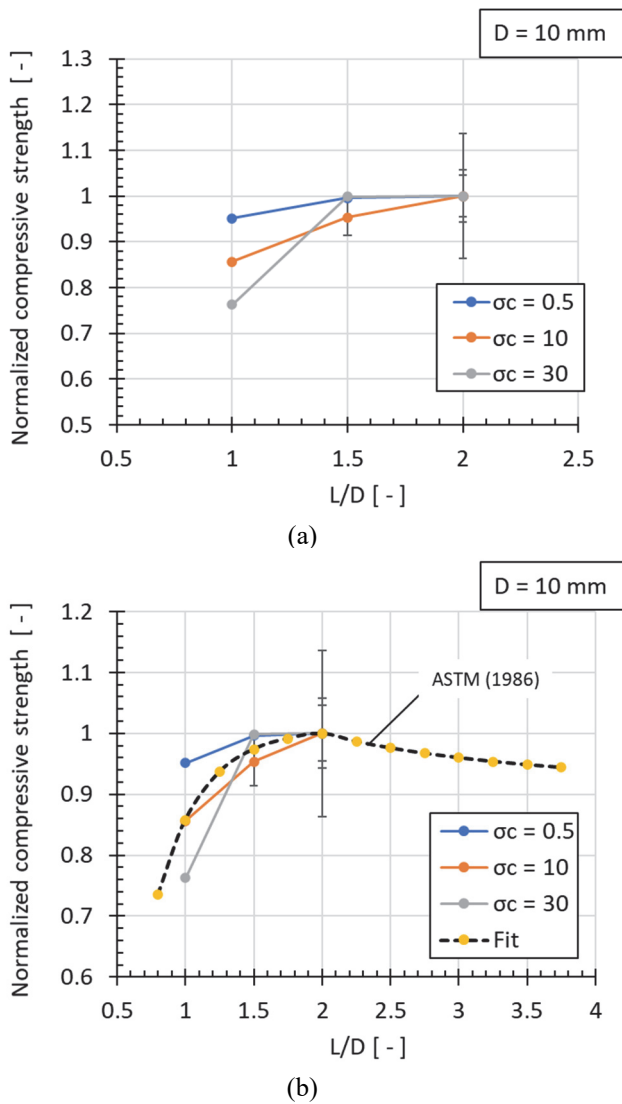 D = 10 mm
Normalized compressive strength [ - ]
1.3
1.2
1.1
1
0.9
0.8
0.7
0.6
0.5
0.5 1 1.5 2 2.5
L/D [ - ]
σc = 0.5
σc = 10
σc = 30
(a)
D = 10 mm
Normalized compressive strength [ - ]
1.2
1.1
1
0.9
0.8
0.7
0.6
0.5 1 1.5 2 2.5 3 3.5 4
L/D [ - ]
ASTM (1986)
σc = 0.5
σc = 10
σc = 30
Fit
(b)